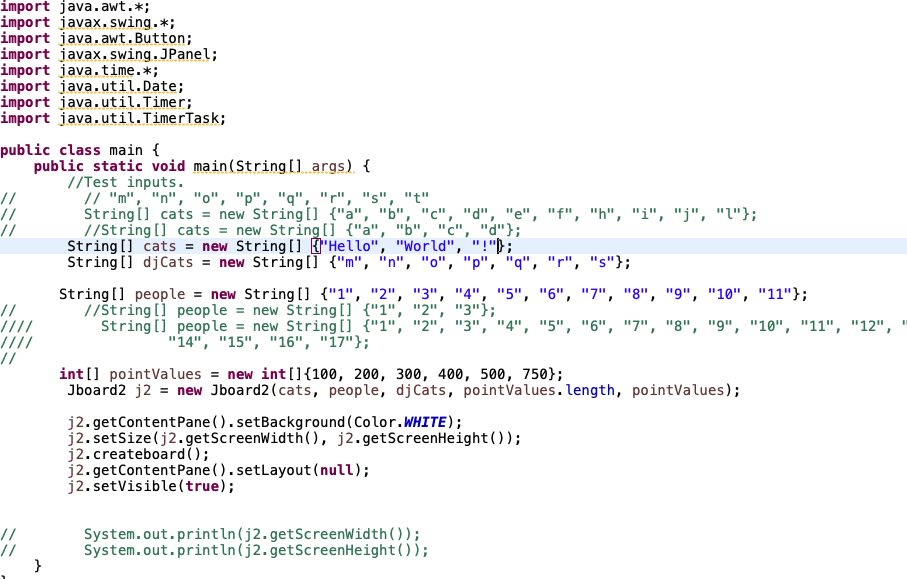 import java.awt.*;
import javax.swing.*;
import java.awt.Button;
import javax.swing.JPanel;
import java.time.*;
import java.util.Date;
import java.util.Timer;
import java.util.TimerTask;
public class main {
public static void main(String[] args) {
//Test inputs.
// // "m", "n", "o", "p", "q", "r", "s", "t"
// String[] cats = new String[] {"a", "b", "c", "d", "e", "f", "h", "i", "j", "l"};
// //String[] cats = new String[] {"a", "b", "c", "d"};
String[] cats = new String[] {"Hello", "World", "!"};
String[] djCats = new String[] {"m", "n", "o", "p", "q", "r", "s"};
String[] people = new String[] {"1", "2", "3", "4", "5", "6", "7", "8", "9", "10", "11"};
// //String[] people = new String[] {"1", "2", "3"};
//// String[] people = new String[] {"1", "2", "3", "4", "5", "6", "7", "8", "9", "10", "11", "12", "
//// "14", "15", "16", "17"};
//
int[] pointValues = new int[]{100, 200, 300, 400, 500, 750};
Jboard2 j2 = new Jboard2(cats, people, djCats, pointValues.length, pointValues);
j2.getContentPane().setBackground(Color.WHITE);
j2.setSize(j2.getScreenWidth(), j2.getScreenHeight());
j2.createboard();
j2.getContentPane().setLayout(null);
j2.setVisible(true);
// System.out.println(j2.getScreenWidth());
// System.out.println(j2.getScreenHeight());
}